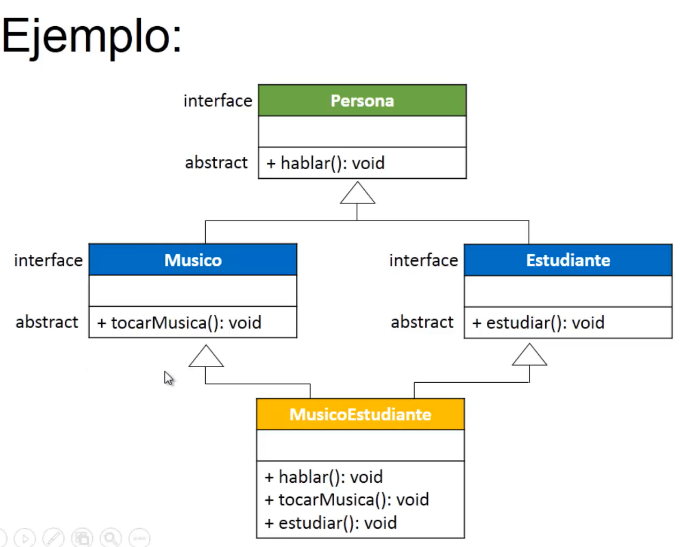 Ejemplo:
interface
Persona
abstract
+ hablar(): void
interface
Musico
interface
Estudiante
abstract
+ tocarMusica(): void
abstract
+ estudiar(): void
MusicoEstudiante
+ hablar(): void
+ tocarMusica(): void
+ estudiar(): void